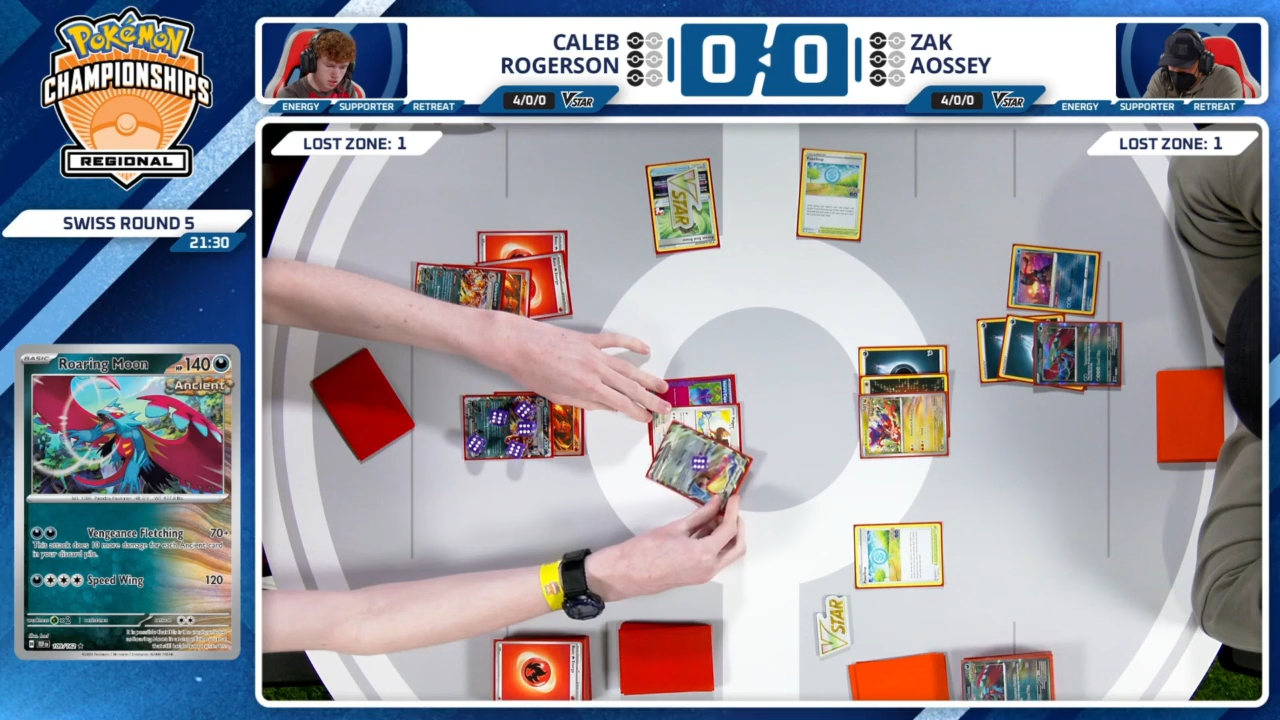 Pokémon
CHAMPIONSHIPS
REGIONAL
SWISS ROUND 5
21:30
CALEB
ROGERSON
0 0
ZAK
AOSSEY
ENERGY SUPPORTER RETREAT
4/0/0 VSTAR
4/0/0 VSTAR
ENERGY SUPPORTER RETREAT
LOST ZONE: 1
LOST ZONE: 1
VSTAR
VSTAR
BASIC
Roaring Moon
HP 140
Ancient
Vengeance Fletching 70+
This attack does 10 more damage for each Ancient card
in your discard pile.
Speed Wing 120
109/162